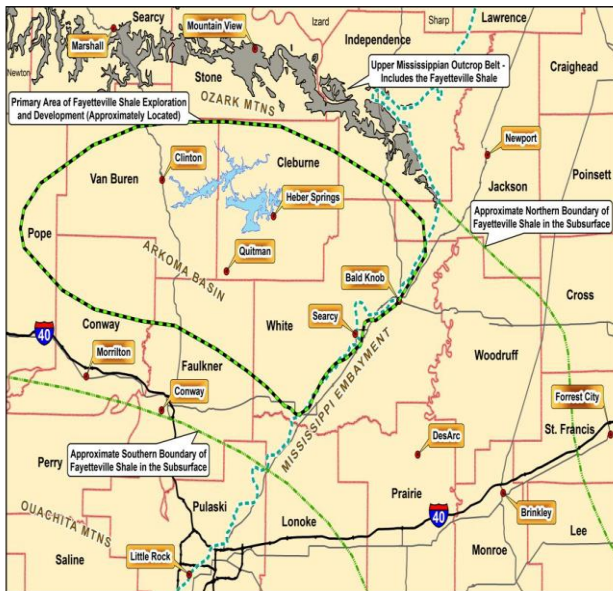 Searcy
Mountain View
Izard
Sharp
Lawrence
Marshall
Independence
Newton
Stone
Upper Mississippian Outcrop Belt -
Includes the Fayetteville Shale
Craighead
OZARK MTNS
Primary Area of Fayetteville Shale Exploration
and Development (Approximately Located)
Newport
Clinton
Cleburne
Poinsett
Van Buren
Jackson
Heber Springs
Approximate Northern Boundary
of Fayetteville Shale in the Subsurface
Pope
ARKOMA BASIN
Quitman
Bald Knob
Cross
Conway
White
Searcy
40
Woodruff
Morrilton
Faulkner
MISSISSIPPI EMBAYMENT
Conway
Forrest City
St. Francis
Approximate Southern Boundary of
Fayetteville Shale in the Subsurface
DesArc
Perry
Prairie
Pulaski
Brinkley
OUACHITA MTNS
Lonoke
40
Lee
Monroe
Saline
Little Rock